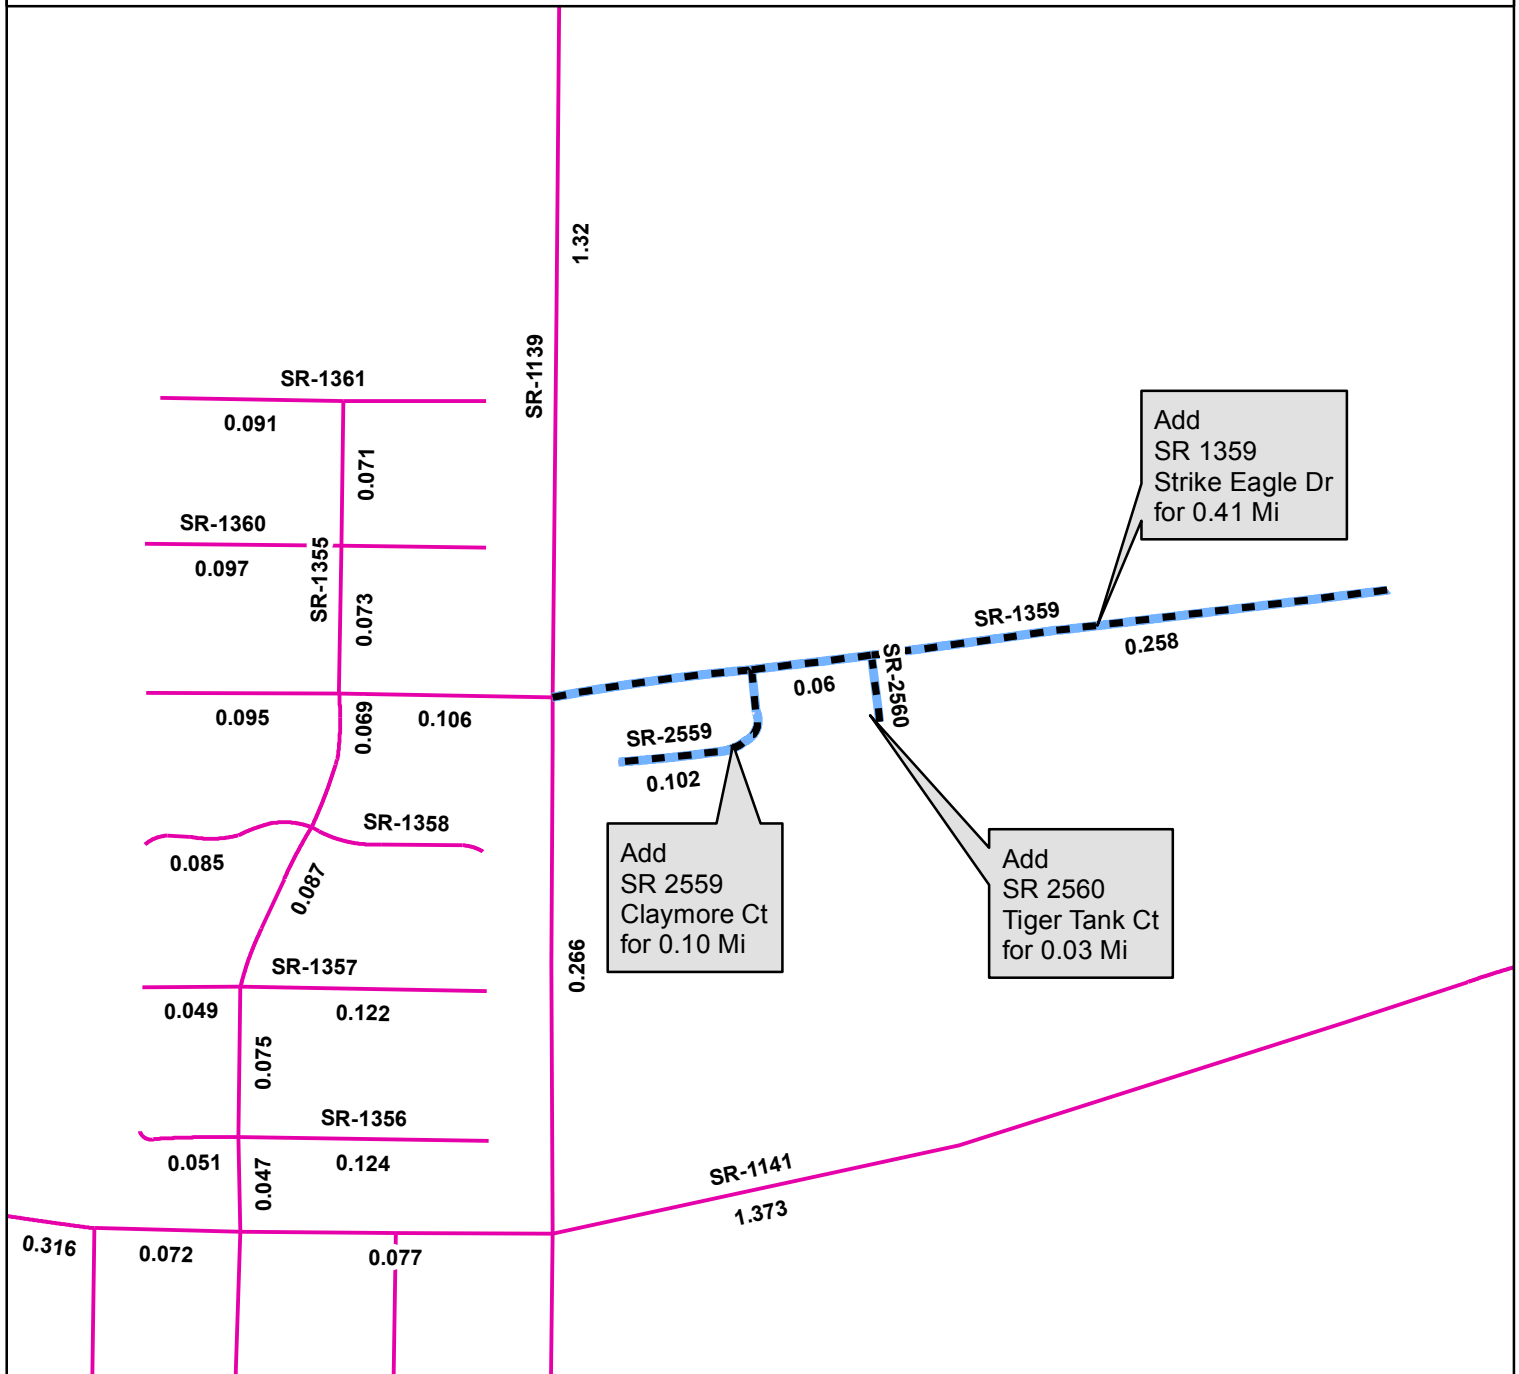 1.32
SR-1139
SR-1361
0.091
0.071
SR-1360
0.097
SR-1355
0.073
Add
SR 1359
Strike Eagle Dr
for 0.41 Mi
SR-1359
0.258
0.06
SR-2560
0.095
0.069
0.106
SR-2559
0.102
SR-1358
0.085
0.087
Add
SR 2559
Claymore Ct
for 0.10 Mi
Add
SR 2560
Tiger Tank Ct
for 0.03 Mi
0.266
SR-1357
0.049
0.122
0.075
SR-1356
0.051
0.124
0.047
SR-1141
1.373
0.316
0.072
0.077